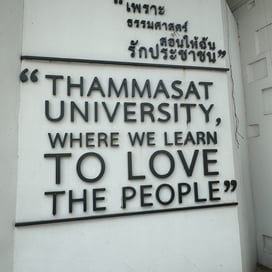 "เพราะ
ธรรมศาสตร์
สอนให้ฉัน
รักประชาชน"
"THAMMASAT
UNIVERSITY,
WHERE WE LEARN
TO LOVE
THE PEOPLE"